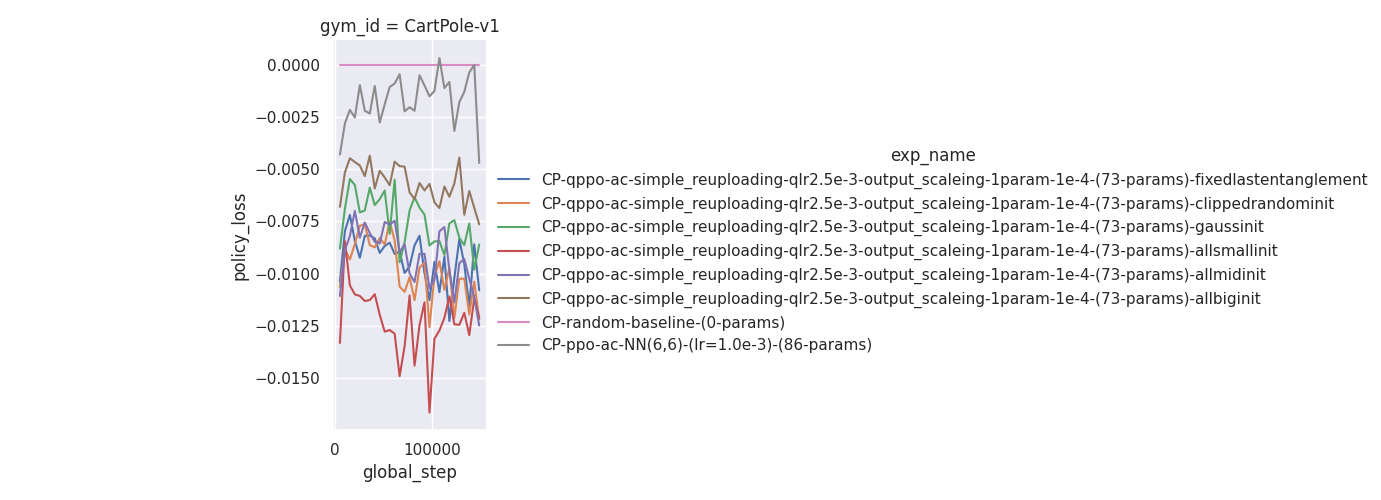 gym_id = CartPole-v1
0.0000
−0.0025
−0.0050
−0.0075
−0.0100
−0.0125
−0.0150
policy_loss
0
100000
global_step
exp_name
CP-qppo-ac-simple_reuploading-qlr2.5e-3-output_scaleing-1param-1e-4-(73-params)-fixedlastentanglement
CP-qppo-ac-simple_reuploading-qlr2.5e-3-output_scaleing-1param-1e-4-(73-params)-clippedrandominit
CP-qppo-ac-simple_reuploading-qlr2.5e-3-output_scaleing-1param-1e-4-(73-params)-gaussinit
CP-qppo-ac-simple_reuploading-qlr2.5e-3-output_scaleing-1param-1e-4-(73-params)-allsmallinit
CP-qppo-ac-simple_reuploading-qlr2.5e-3-output_scaleing-1param-1e-4-(73-params)-allmidinit
CP-qppo-ac-simple_reuploading-qlr2.5e-3-output_scaleing-1param-1e-4-(73-params)-allbiginit
CP-random-baseline-(0-params)
CP-ppo-ac-NN(6,6)-(lr=1.0e-3)-(86-params)